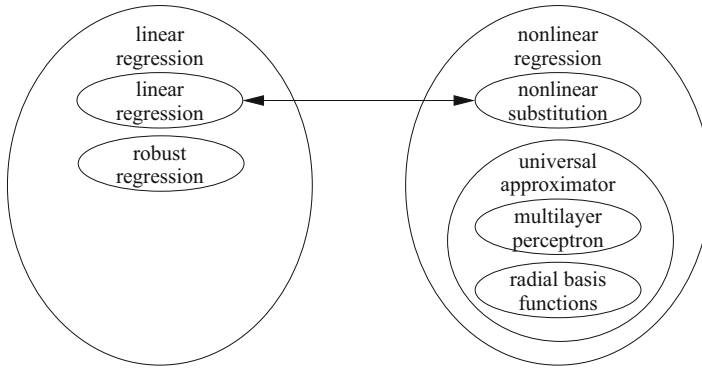 linear
regression
linear
regression
robust
regression
nonlinear
regression
nonlinear
substitution
universal
approximator
multilayer
perceptron
radial basis
functions